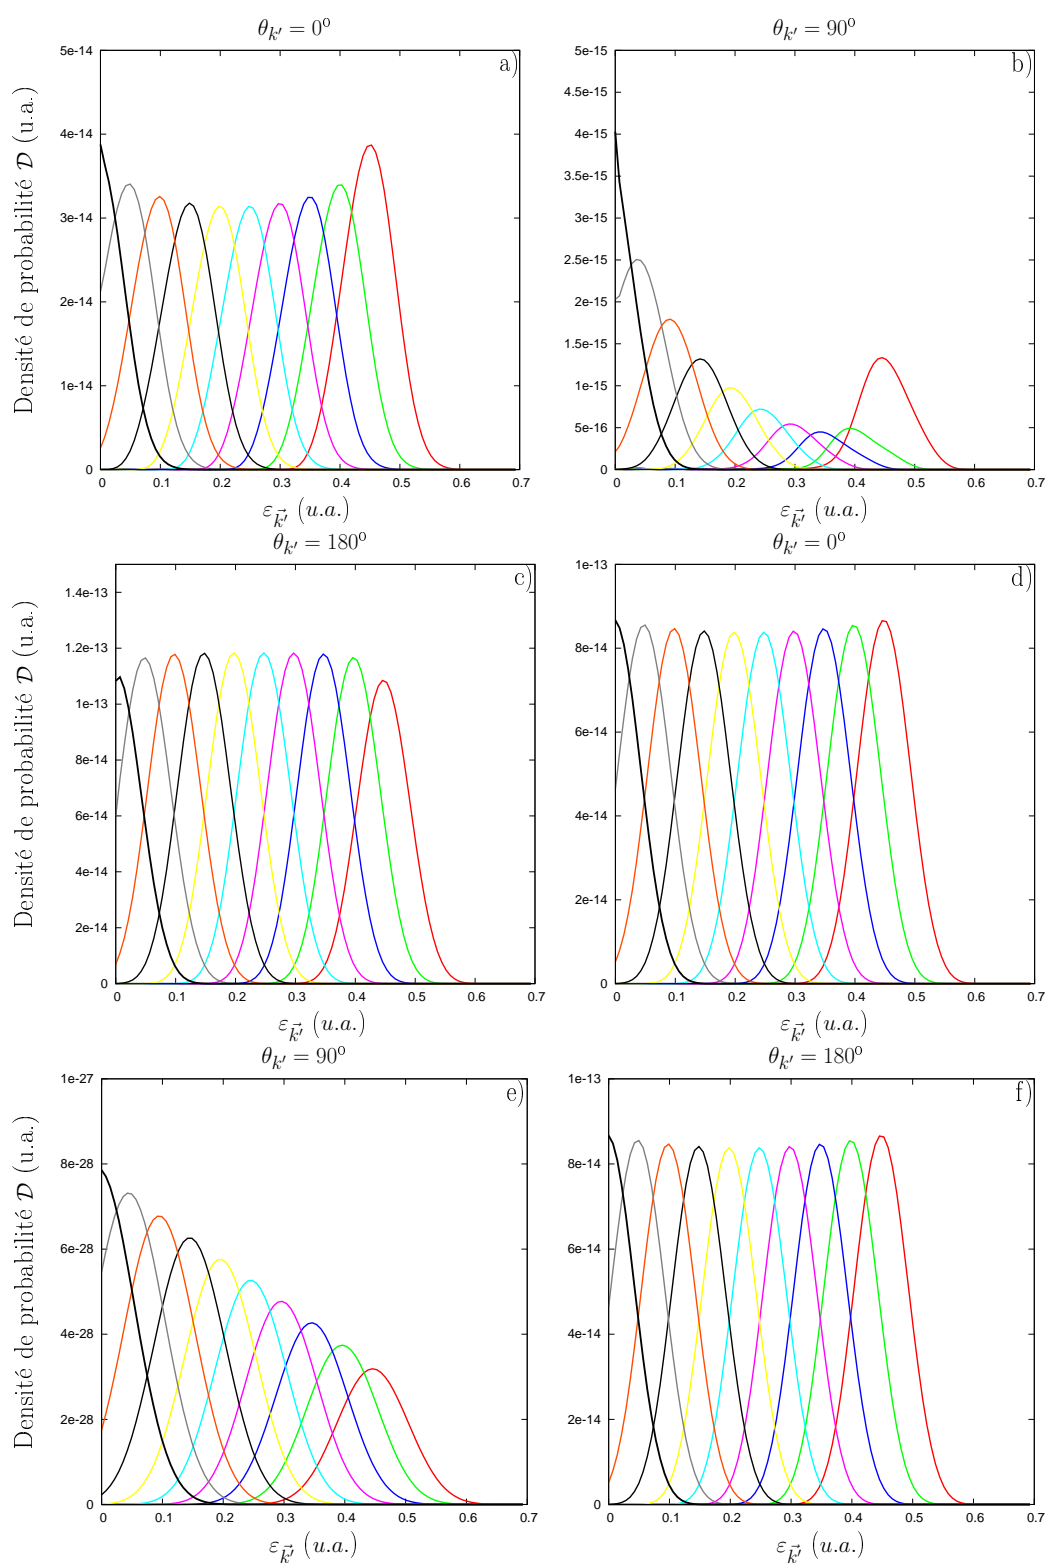 θ_{k′} = 0°
a)
5e-14
4e-14
3e-14
2e-14
1e-14
0
0 0.1 0.2 0.3 0.4 0.5 0.6 0.7
Densité de probabilité 𝒟 (u.a.)
ε_{k⃗′} (u.a.)
θ_{k′} = 90°
b)
5e-15
4.5e-15
4e-15
3.5e-15
3e-15
2.5e-15
2e-15
1.5e-15
1e-15
5e-16
0
0 0.1 0.2 0.3 0.4 0.5 0.6 0.7
ε_{k⃗′} (u.a.)
θ_{k′} = 180°
c)
1.4e-13
1.2e-13
1e-13
8e-14
6e-14
4e-14
2e-14
0
0 0.1 0.2 0.3 0.4 0.5 0.6 0.7
Densité de probabilité 𝒟 (u.a.)
ε_{k⃗′} (u.a.)
θ_{k′} = 0°
d)
1e-13
8e-14
6e-14
4e-14
2e-14
0
0 0.1 0.2 0.3 0.4 0.5 0.6 0.7
ε_{k⃗′} (u.a.)
θ_{k′} = 90°
e)
1e-27
8e-28
6e-28
4e-28
2e-28
0
0 0.1 0.2 0.3 0.4 0.5 0.6 0.7
Densité de probabilité 𝒟 (u.a.)
ε_{k⃗′} (u.a.)
θ_{k′} = 180°
f)
1e-13
8e-14
6e-14
4e-14
2e-14
0
0 0.1 0.2 0.3 0.4 0.5 0.6 0.7
ε_{k⃗′} (u.a.)